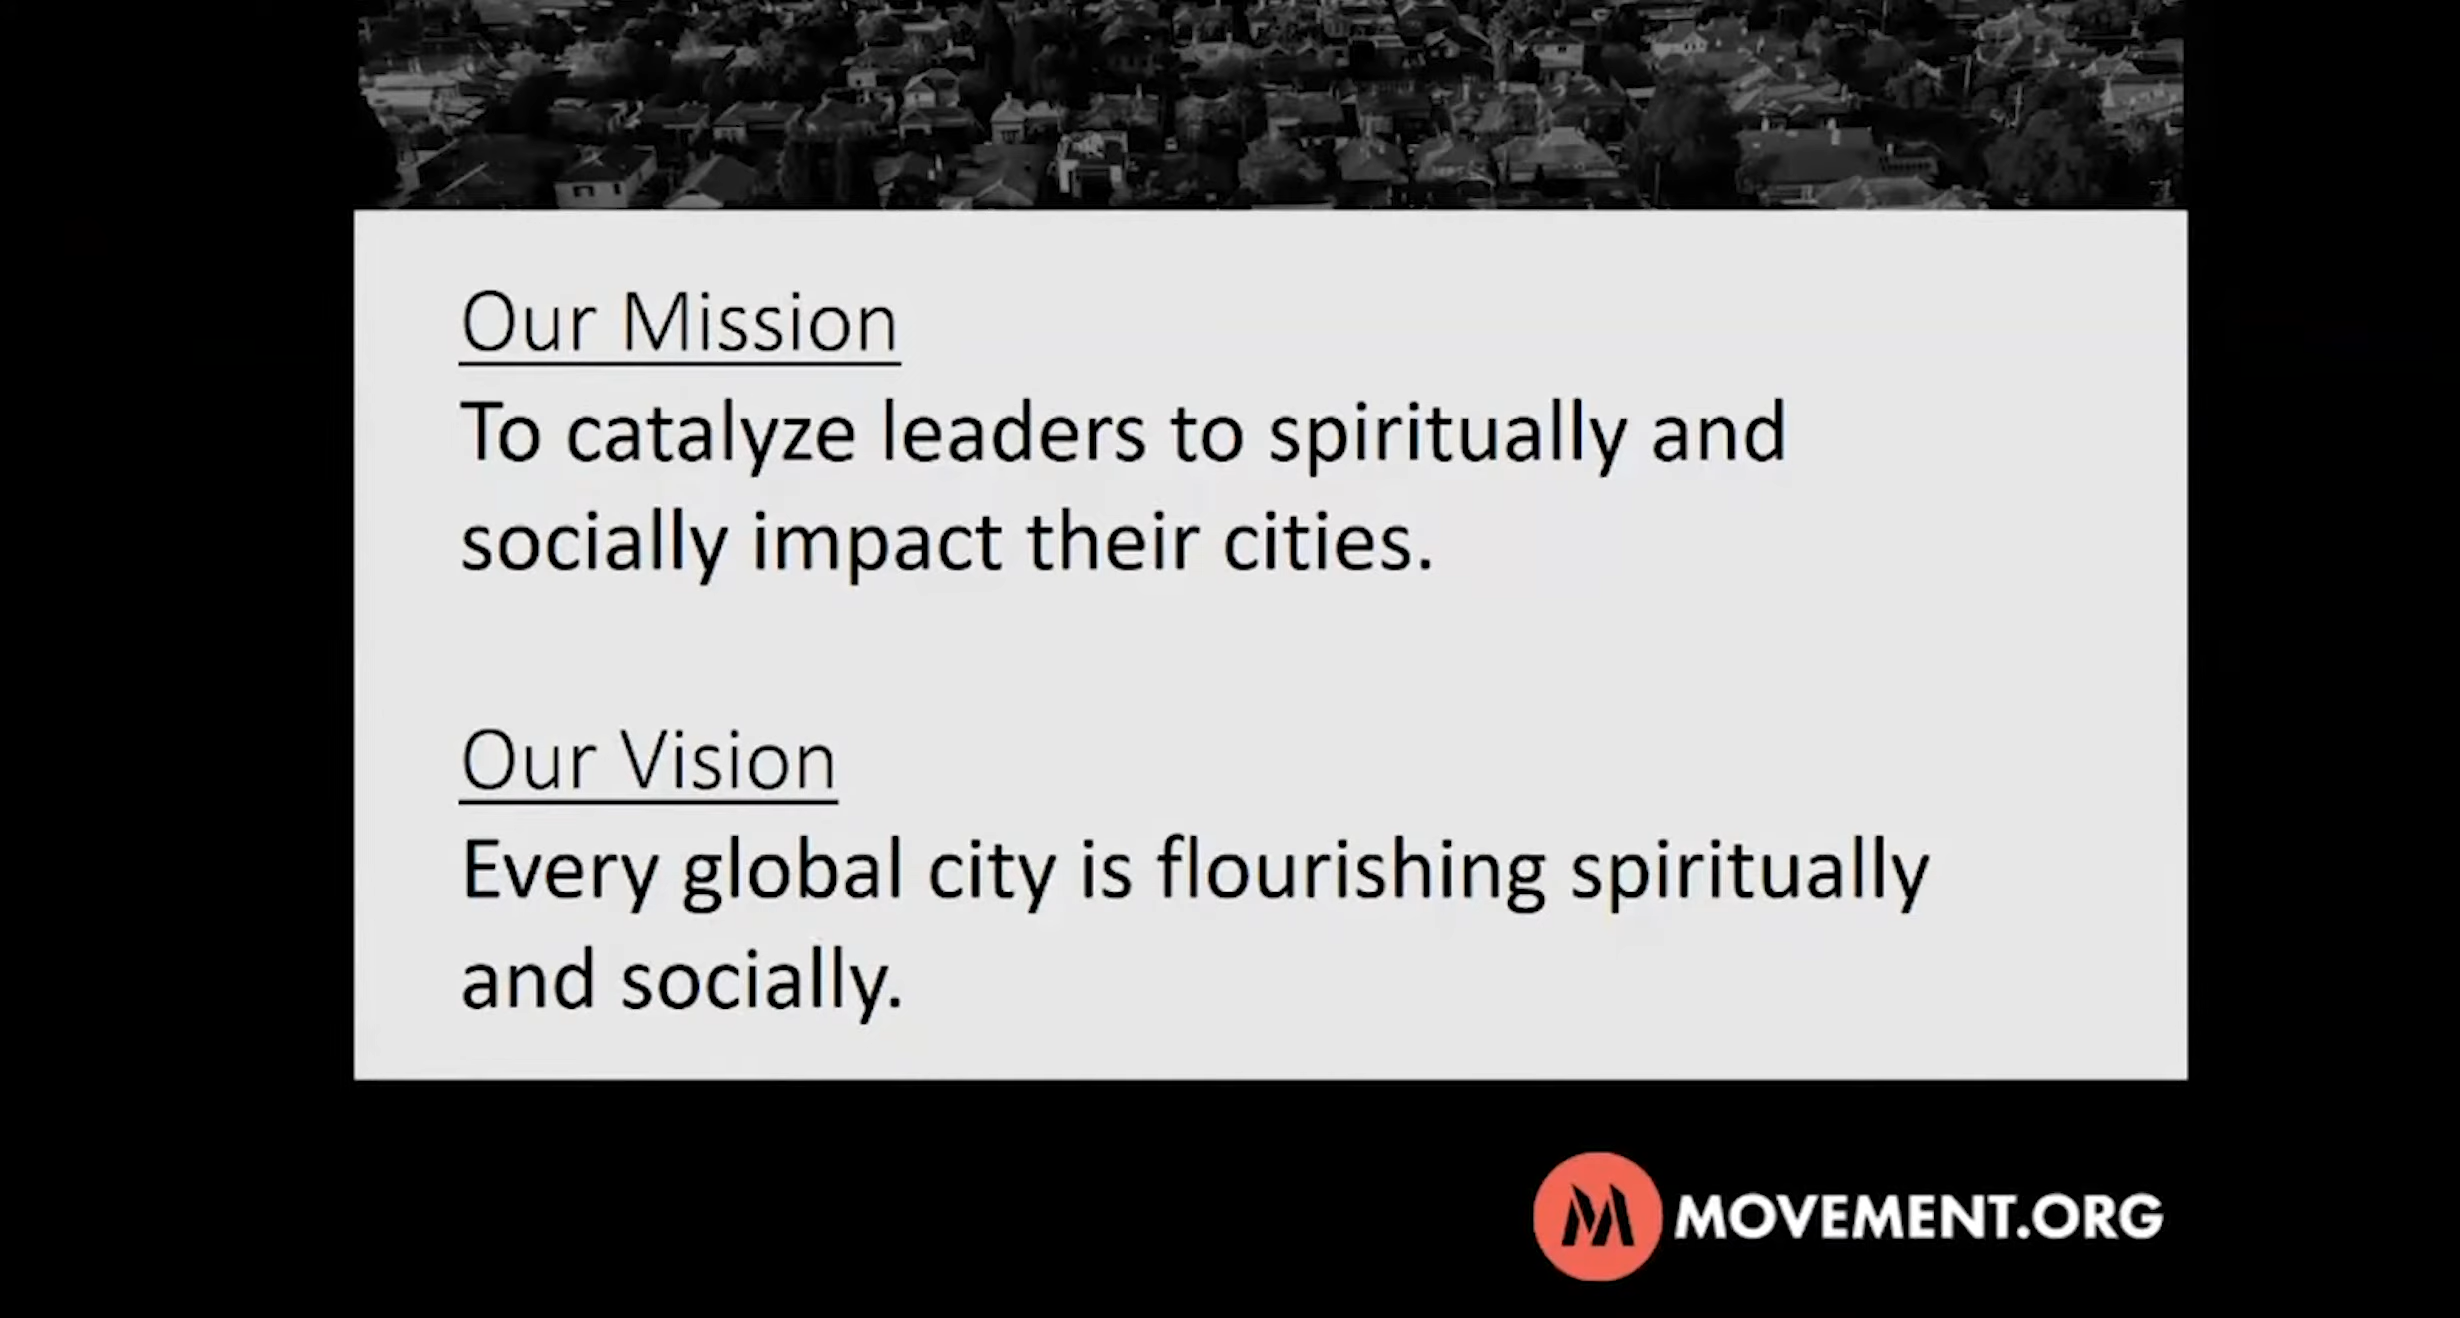 Our Mission
To catalyze leaders to spiritually and
socially impact their cities.
Our Vision
Every global city is flourishing spiritually
and socially.
M MOVEMENT.ORG